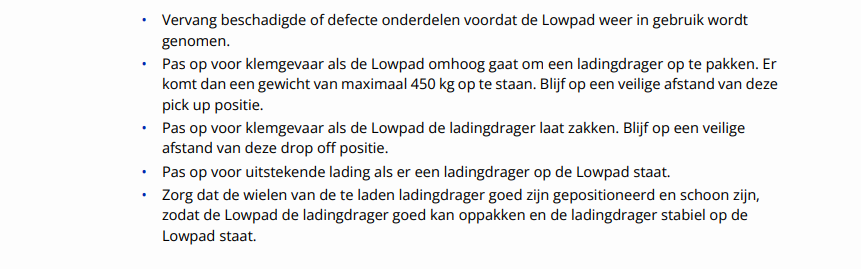 • Vervang beschadigde of defecte onderdelen voordat de Lowpad weer in gebruik wordt
genomen.
• Pas op voor klemgevaar als de Lowpad omhoog gaat om een ladingdrager op te pakken. Er
komt dan een gewicht van maximaal 450 kg op te staan. Blijf op een veilige afstand van deze
pick up positie.
• Pas op voor klemgevaar als de Lowpad de ladingdrager laat zakken. Blijf op een veilige
afstand van deze drop off positie.
• Pas op voor uitstekende lading als er een ladingdrager op de Lowpad staat.
• Zorg dat de wielen van de te laden ladingdrager goed zijn gepositioneerd en schoon zijn,
zodat de Lowpad de ladingdrager goed kan oppakken en de ladingdrager stabiel op de
Lowpad staat.